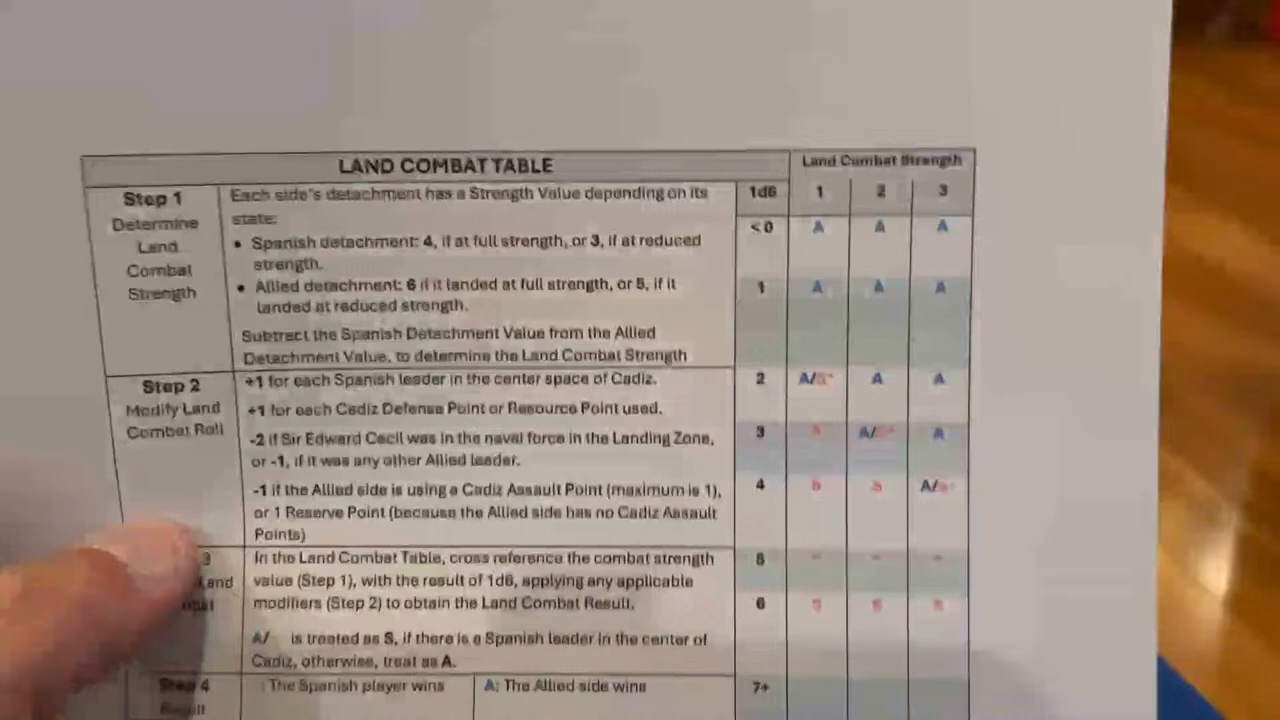 LAND COMBAT TABLE
Land Combat Strength
Step 1
Determine
Land
Combat
Strength
Each side's detachment has a Strength Value depending on its
state:
• Spanish detachment: 4, if at full strength, or 3, if at reduced
strength.
• Allied detachment: 6 if it landed at full strength, or 5, if it
landed at reduced strength.
Subtract the Spanish Detachment Value from the Allied
Detachment Value, to determine the Land Combat Strength
1d6 1 2 3
<0 A A A
1 A A A
Step 2
Modify Land
Combat Roll
+1 for each Spanish leader in the center space of Cadiz.
+1 for each Cadiz Defense Point or Resource Point used.
-2 if Sir Edward Cecil was in the naval force in the Landing Zone,
or -1, if it was any other Allied leader.
-1 if the Allied side is using a Cadiz Assault Point (maximum is 1),
or 1 Reserve Point (because the Allied side has no Cadiz Assault
Points)
2 A/S* A A
3 S A/S* A
4 S S A/S*
3
Land
In the Land Combat Table, cross reference the combat strength
value (Step 1), with the result of 1d6, applying any applicable
modifiers (Step 2) to obtain the Land Combat Result.
A/ is treated as S, if there is a Spanish leader in the center of
Cadiz, otherwise, treat as A.
5
6 S S S
Step 4
Result
: The Spanish player wins
A: The Allied side wins
7+